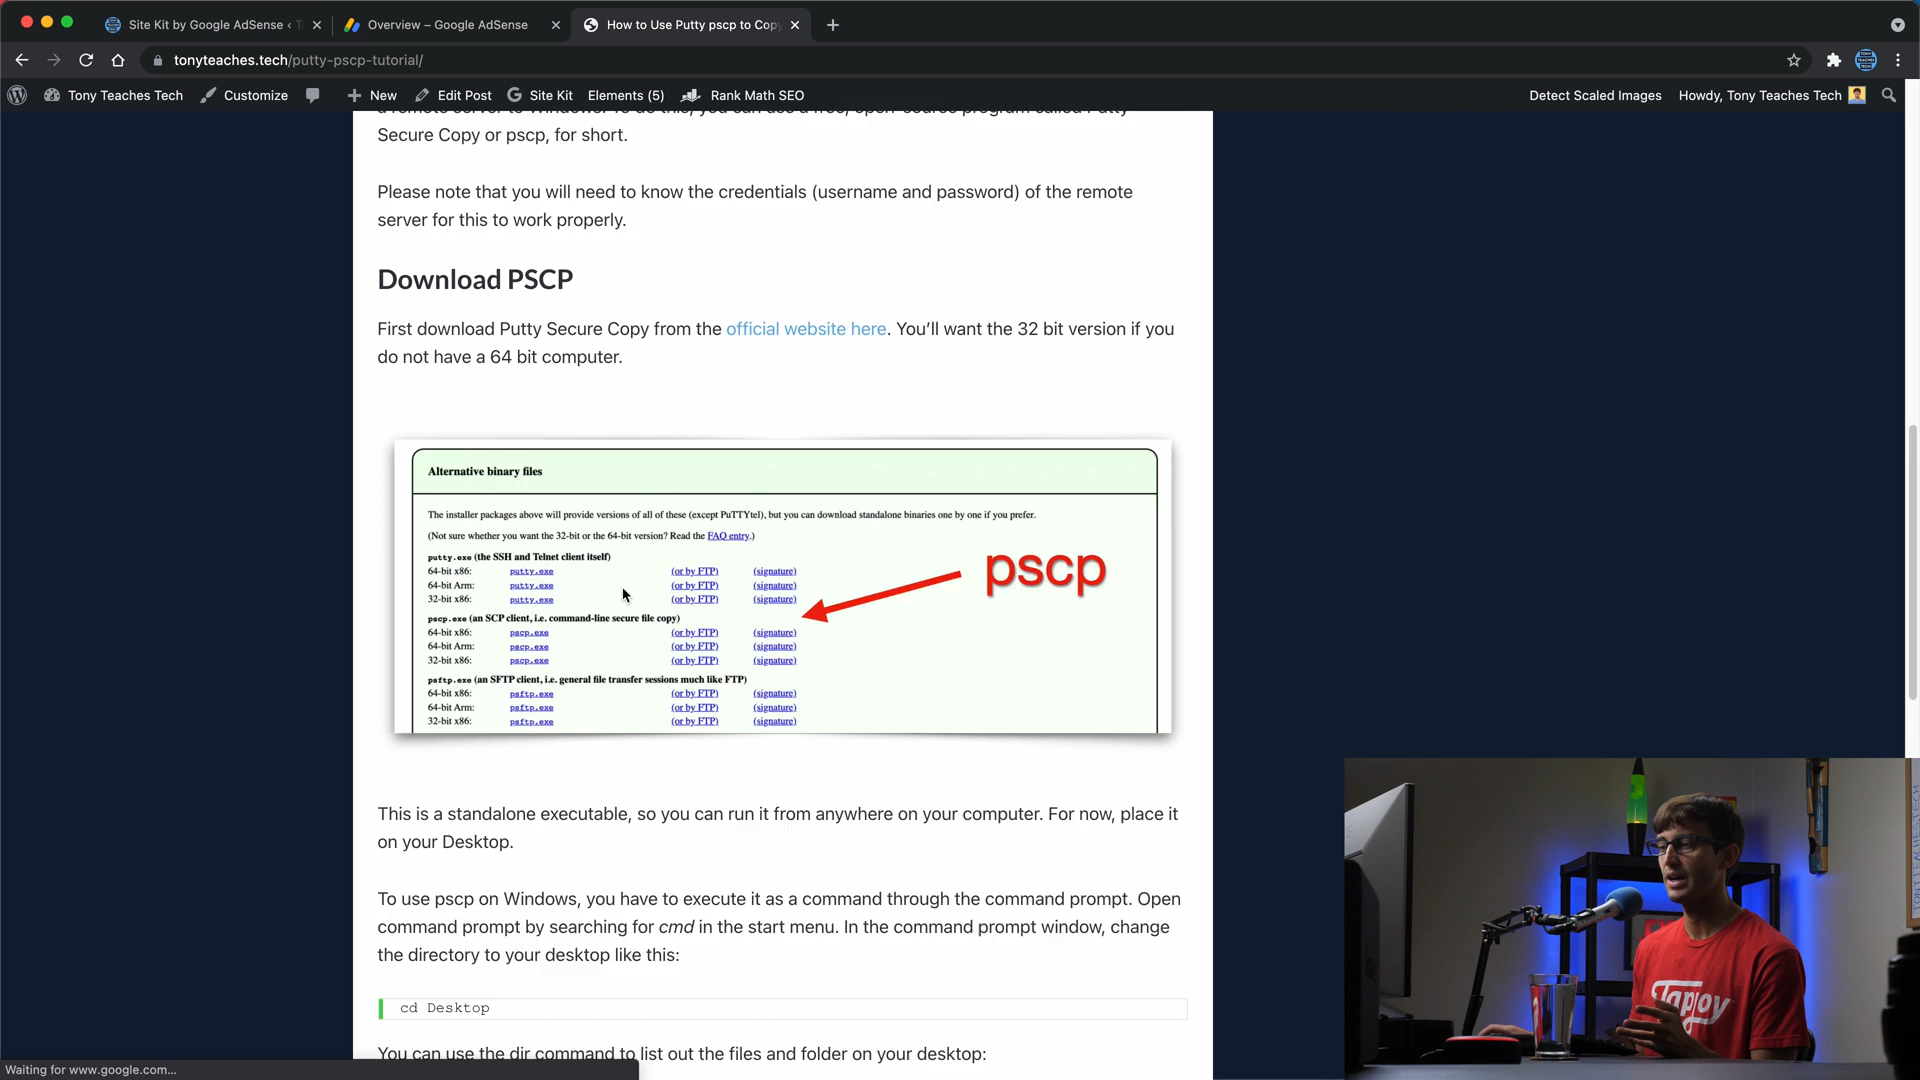 Site Kit by Google AdSense ‹ T
Overview – Google AdSense
How to Use Putty pscp to Copy
tonyteaches.tech/putty-pscp-tutorial/
Tony Teaches Tech
Customize
New
Edit Post
Site Kit
Elements (5)
Rank Math SEO
Detect Scaled Images
Howdy, Tony Teaches Tech
a remote server to Windows. To do this, you can use a free, open-source program called Putty
Secure Copy or pscp, for short.
Please note that you will need to know the credentials (username and password) of the remote
server for this to work properly.
Download PSCP
First download Putty Secure Copy from the official website here. You’ll want the 32 bit version if you
do not have a 64 bit computer.
Alternative binary files
The installer packages above will provide versions of all of these (except PuTTYtel), but you can download standalone binaries one by one if you prefer.
(Not sure whether you want the 32-bit or the 64-bit version? Read the FAQ entry.)
putty.exe (the SSH and Telnet client itself)
64-bit x86: putty.exe (or by FTP) (signature)
64-bit Arm: putty.exe (or by FTP) (signature)
32-bit x86: putty.exe (or by FTP) (signature)
pscp
pscp.exe (an SCP client, i.e. command-line secure file copy)
64-bit x86: pscp.exe (or by FTP) (signature)
64-bit Arm: pscp.exe (or by FTP) (signature)
32-bit x86: pscp.exe (or by FTP) (signature)
psftp.exe (an SFTP client, i.e. general file transfer sessions much like FTP)
64-bit x86: psftp.exe (or by FTP) (signature)
64-bit Arm: psftp.exe (or by FTP) (signature)
32-bit x86: psftp.exe (or by FTP) (signature)
This is a standalone executable, so you can run it from anywhere on your computer. For now, place it
on your Desktop.
To use pscp on Windows, you have to execute it as a command through the command prompt. Open
command prompt by searching for cmd in the start menu. In the command prompt window, change
the directory to your desktop like this:
cd Desktop
You can use the dir command to list out the files and folder on your desktop:
Waiting for www.google.com...
Tapjoy